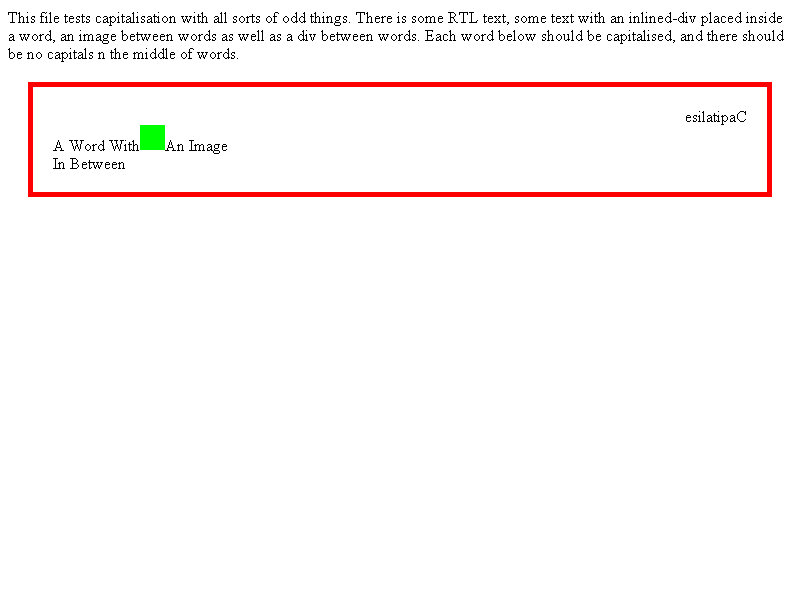 This file tests capitalisation with all sorts of odd things. There is some RTL text, some text with an inlined-div placed inside
a word, an image between words as well as a div between words. Each word below should be capitalised, and there should
be no capitals n the middle of words.
esilatipaC
A Word With An Image
In Between